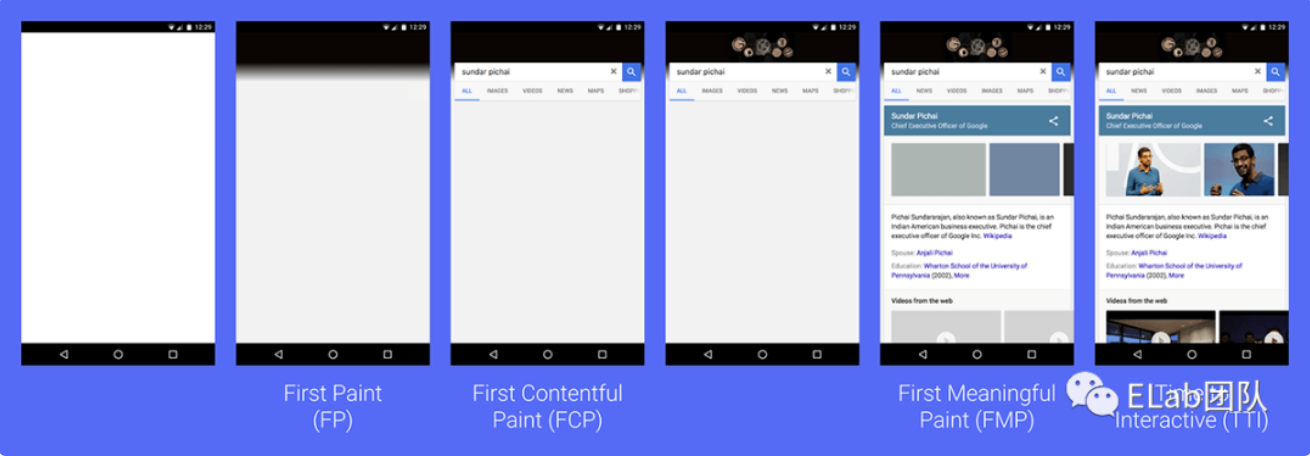 12:29
12:29
12:29
12:29
12:29
12:29
sundar pichai
ALL IMAGES VIDEOS NEWS MAPS
sundar pichai
ALL IMAGES VIDEOS NEWS MAPS
sundar pichai
ALL NEWS VIDEOS IMAGES MAPS
Sundar Pichai
Chief Executive Officer of Google
Pichai Sundararajan, also known as Sundar Pichai, is an
Indian American business executive. Pichai is the chief
executive officer of Google Inc. Wikipedia
Spouse: Anjali Pichai
Education: Wharton School of the University of
Pennsylvania (2002), More
Videos from the web
sundar pichai
ALL NEWS VIDEOS IMAGES MAPS
Sundar Pichai
Chief Executive Officer of Google
Pichai Sundararajan, also known as Sundar Pichai, is an
Indian American business executive. Pichai is the chief
executive officer of Google Inc. Wikipedia
Spouse: Anjali Pichai
Education: Wharton School of the University of
Pennsylvania (2002), More
Videos from the web
First Paint
(FP)
First Contentful
Paint (FCP)
First Meaningful
Paint (FMP)
Time to
Interactive (TTI)
ELab团队